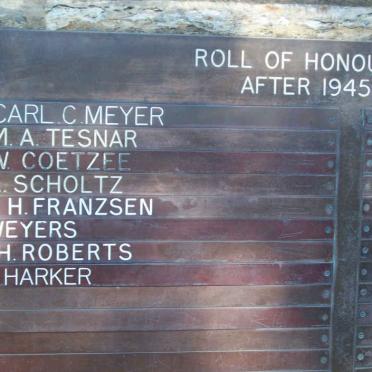 ROLL OF HONOU
AFTER 1945
CARL.C.MEYER
M. A. TESNAR
W. COETZEE
. SCHOLTZ
H. FRANZSEN
WEYERS
H. ROBERTS
HARKER